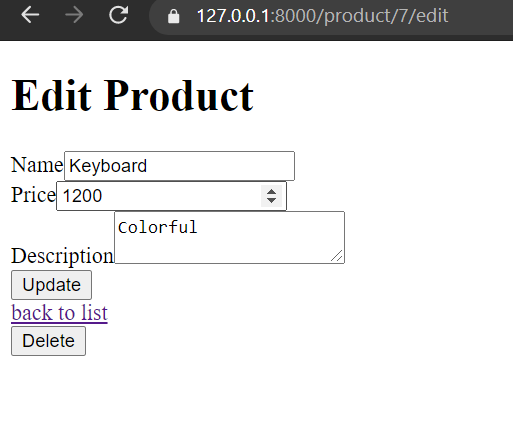 127.0.0.1:8000/product/7/edit
Edit Product
Name Keyboard
Price 1200
Description Colorful
Update
back to list
Delete